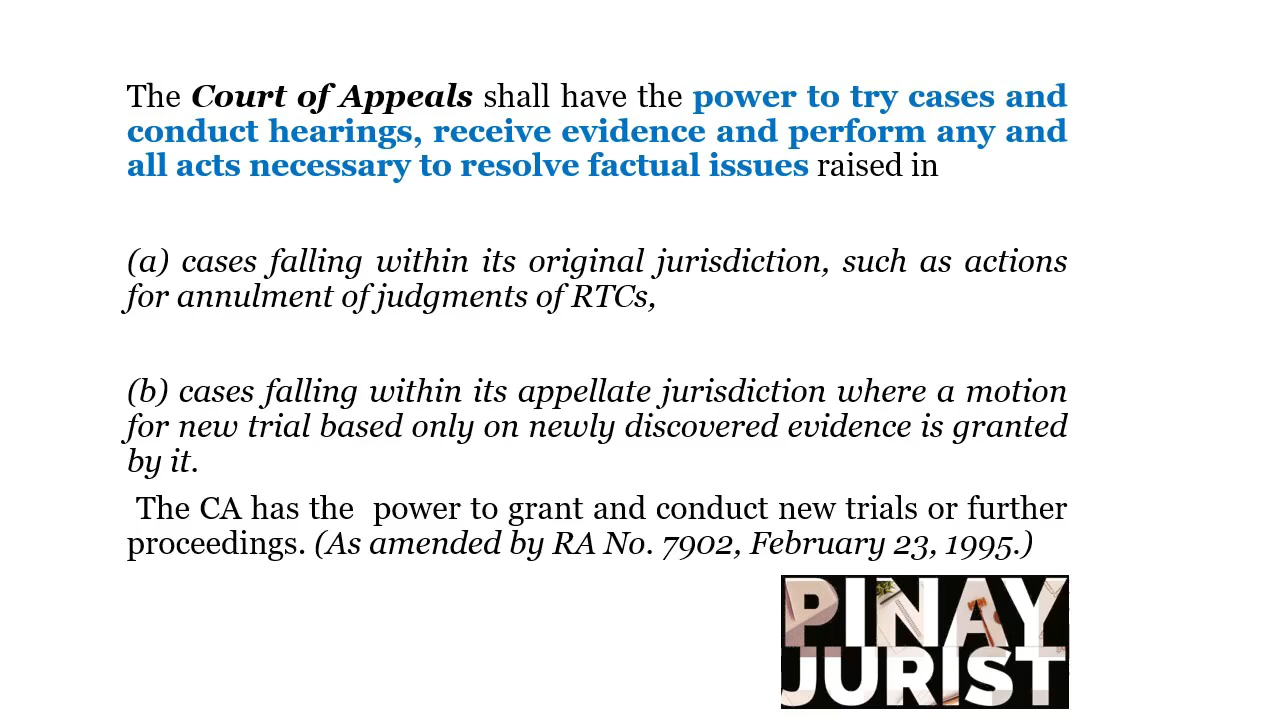 The Court of Appeals shall have the power to try cases and
conduct hearings, receive evidence and perform any and
all acts necessary to resolve factual issues raised in
(a) cases falling within its original jurisdiction, such as actions
for annulment of judgments of RTCs,
(b) cases falling within its appellate jurisdiction where a motion
for new trial based only on newly discovered evidence is granted
by it.
The CA has the power to grant and conduct new trials or further
proceedings. (As amended by RA No. 7902, February 23, 1995.)
PINAY
JURIST